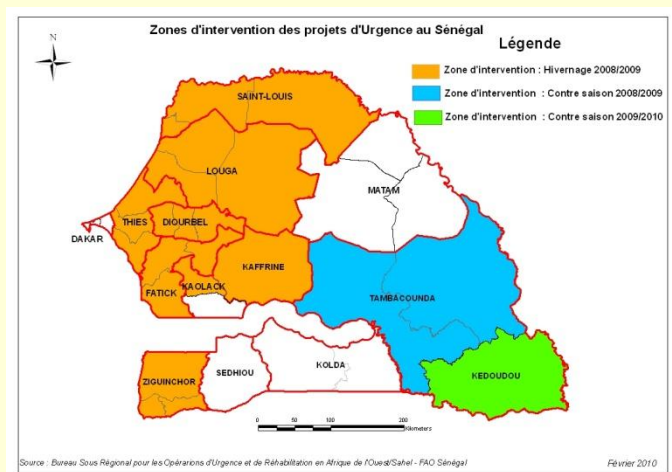 Zones d'intervention des projets d'Urgence au Sénégal
Légende
N
Zone d'intervention : Hivernage 2008/2009
Zone d'intervention : Contre saison 2008/2009
Zone d'intervention : Contre saison 2009/2010
SAINT-LOUIS
LOUGA
MATAM
THIES
DIOURBEL
DAKAR
KAFFRINE
KAOLACK
FATICK
TAMBACOUNDA
SEDHIOU
KOLDA
KEDOUDOU
ZIGUINCHOR
0 50 100 200
Kilometers
Source : Bureau Sous Régional pour les Opérarions d'Urgence et de Réhabilitation en Afrique de l'Ouest/Sahel - FAO Sénégal
Février 2010